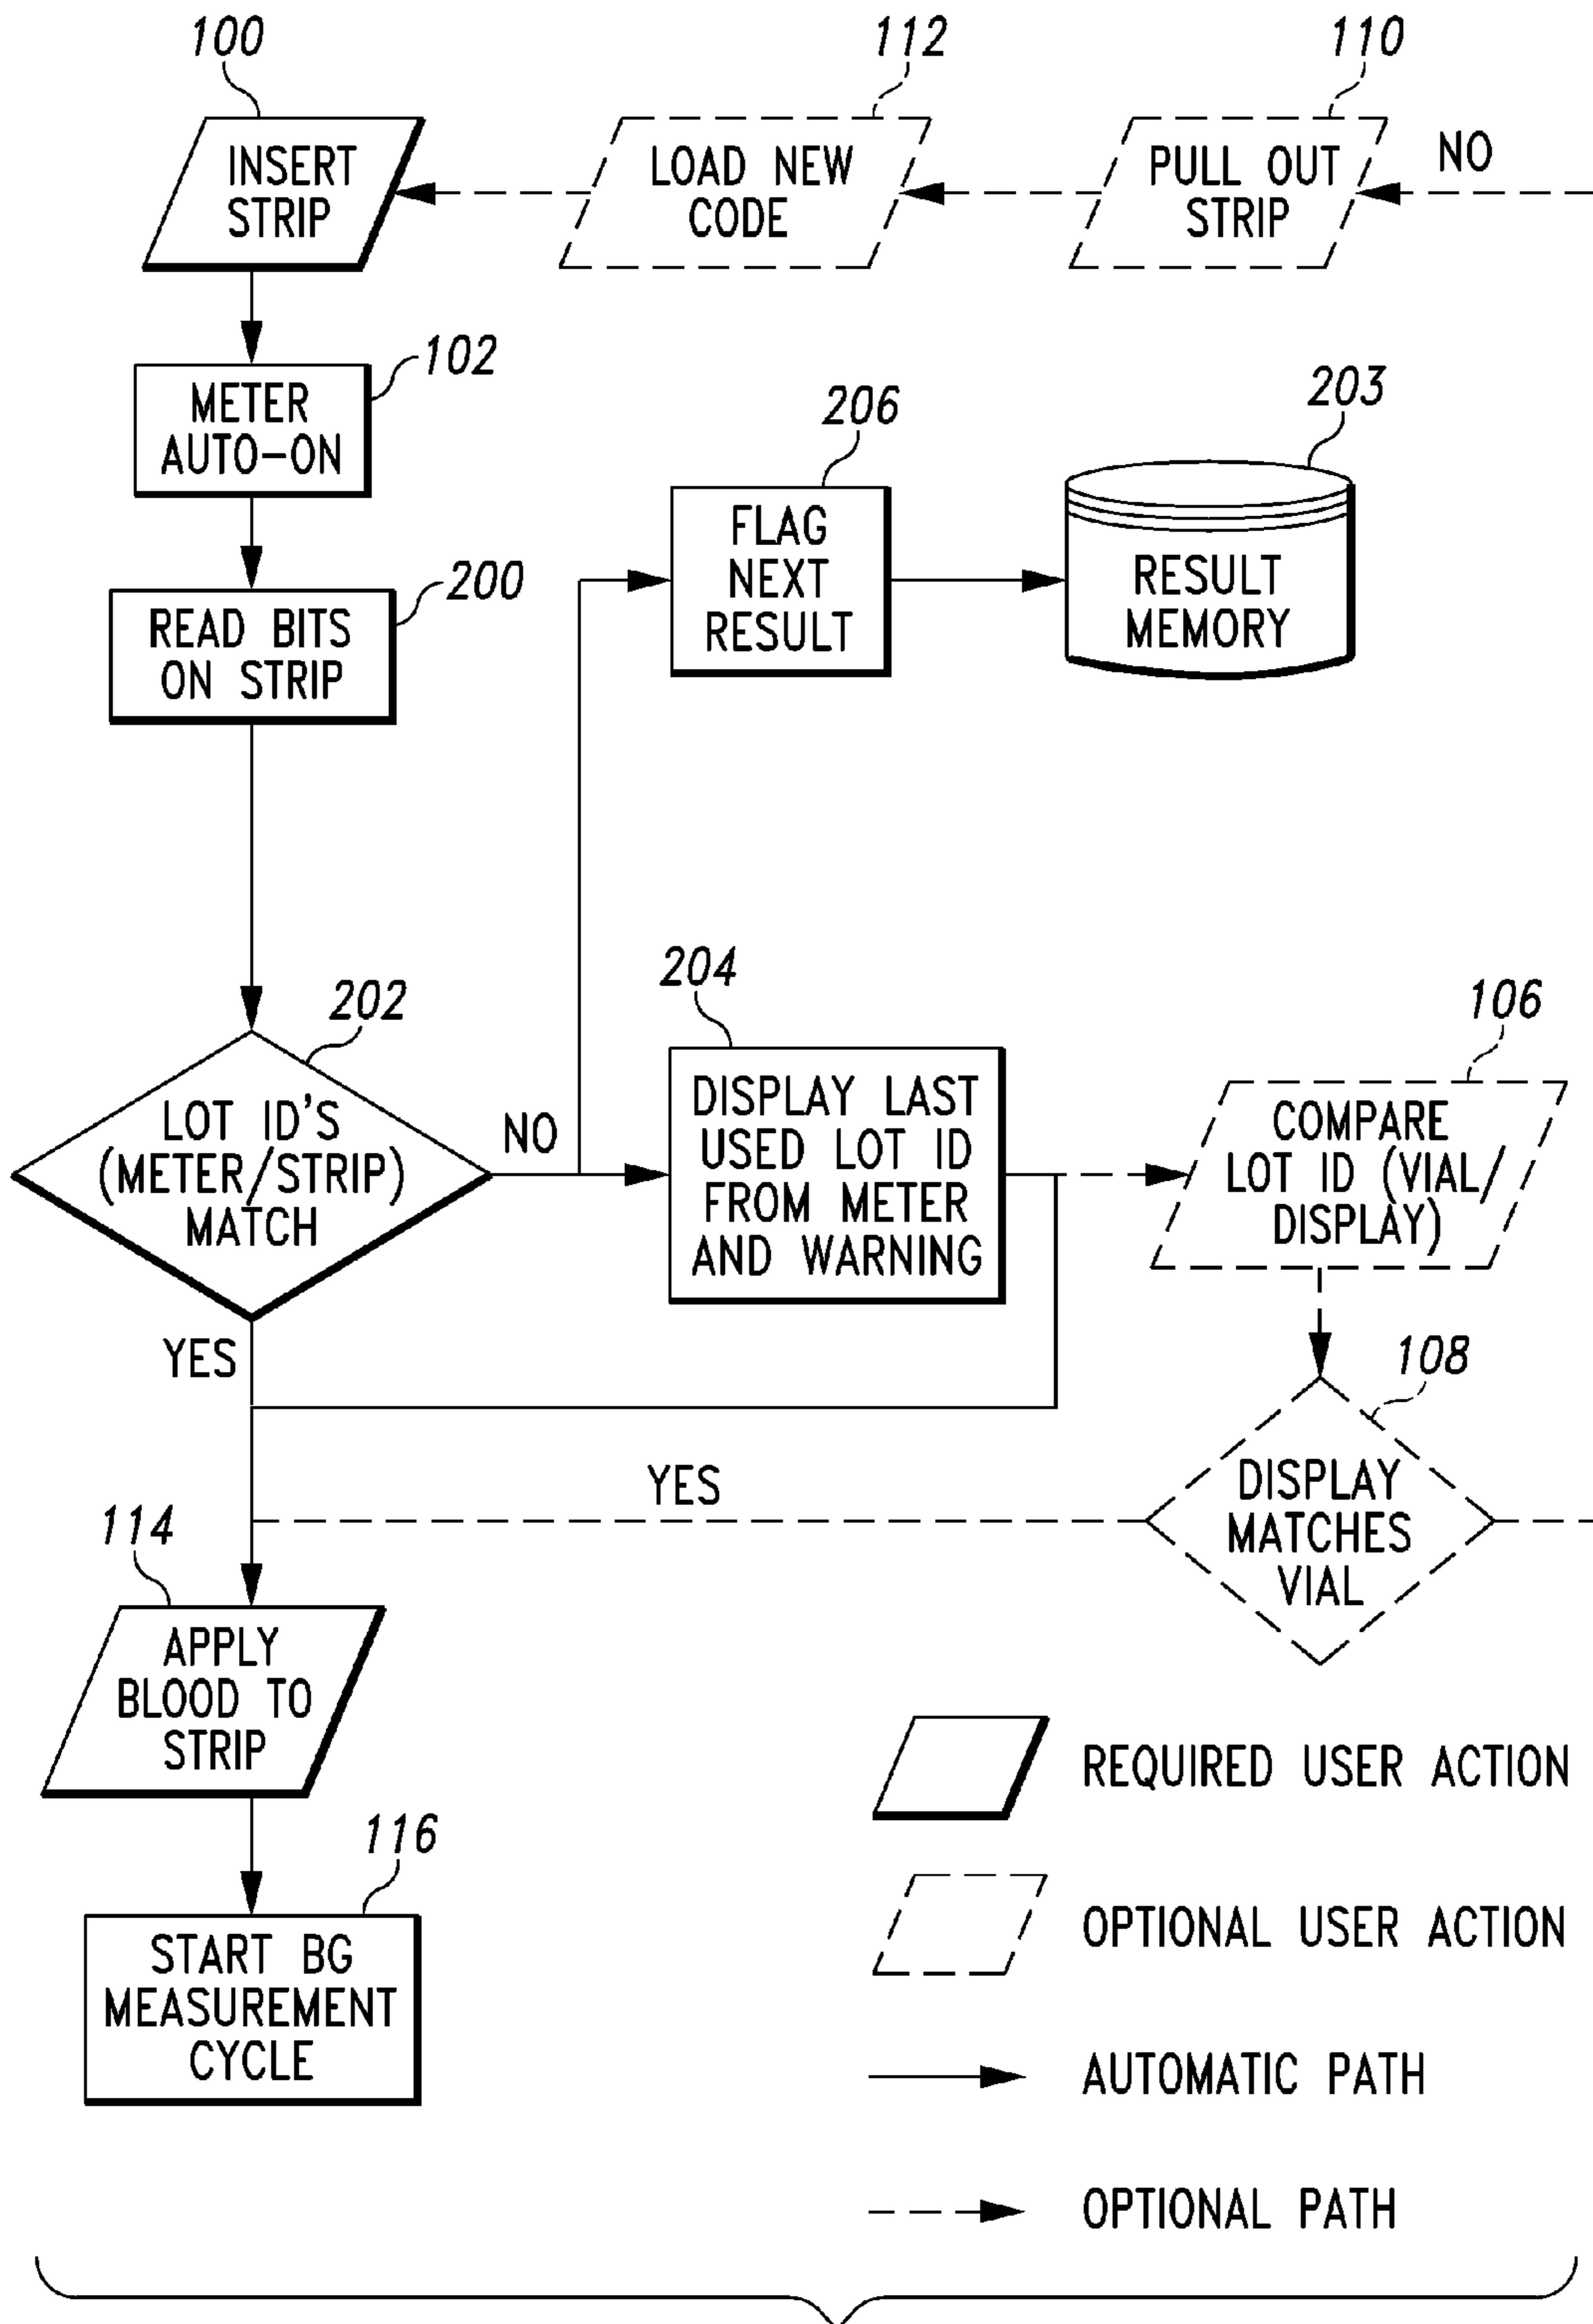 100
112
110
INSERT
STRIP
LOAD NEW
CODE
PULL OUT
STRIP
NO
102
METER
AUTO-ON
206
203
FLAG
NEXT
RESULT
RESULT
MEMORY
200
READ BITS
ON STRIP
202
204
106
LOT ID'S
(METER/STRIP)
MATCH
NO
DISPLAY LAST
USED LOT ID
FROM METER
AND WARNING
COMPARE
LOT ID (VIAL/
DISPLAY)
YES
108
DISPLAY
MATCHES
VIAL
YES
114
APPLY
BLOOD TO
STRIP
116
START BG
MEASUREMENT
CYCLE
REQUIRED USER ACTION
OPTIONAL USER ACTION
AUTOMATIC PATH
OPTIONAL PATH